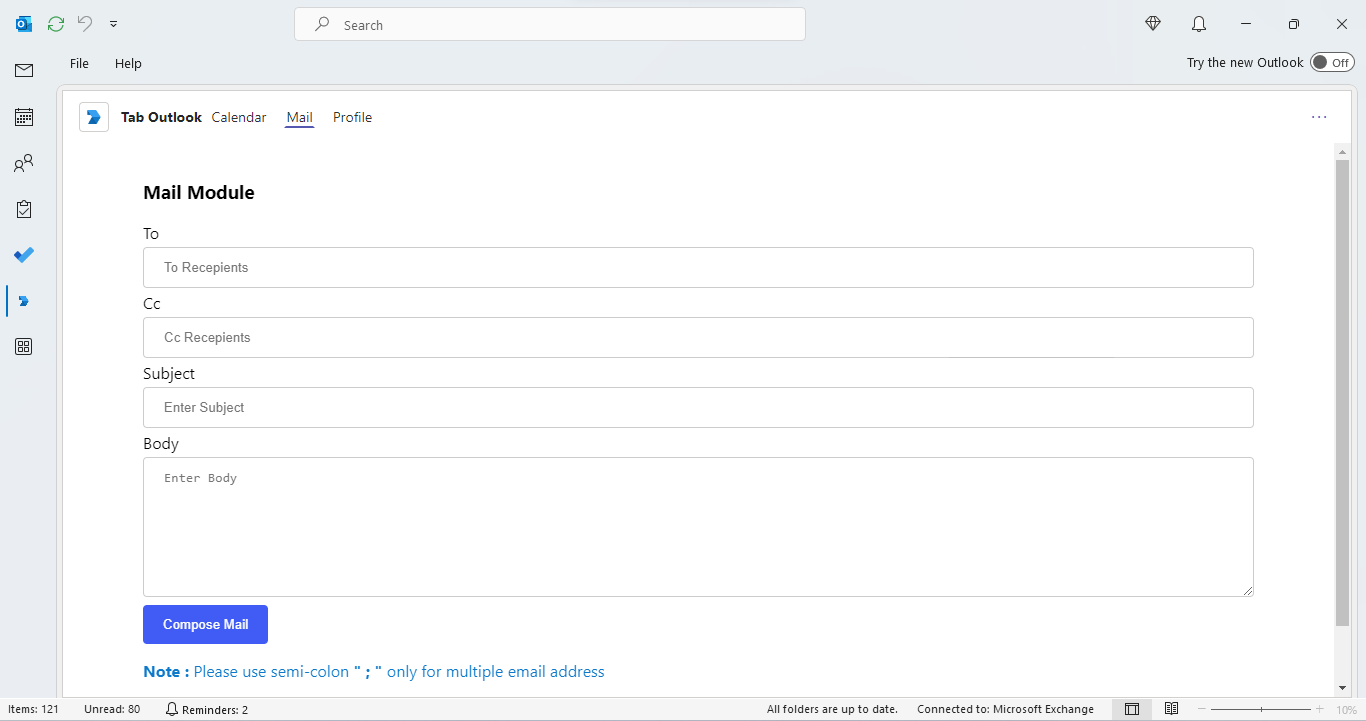 Search
File Help Try the new Outlook Off
Tab Outlook Calendar Mail Profile
Mail Module
To
To Recepients
Cc
Cc Recepients
Subject
Enter Subject
Body
Enter Body
Compose Mail
Note : Please use semi-colon " ; " only for multiple email address
Items: 121 Unread: 80 Reminders: 2 All folders are up to date. Connected to: Microsoft Exchange 10%